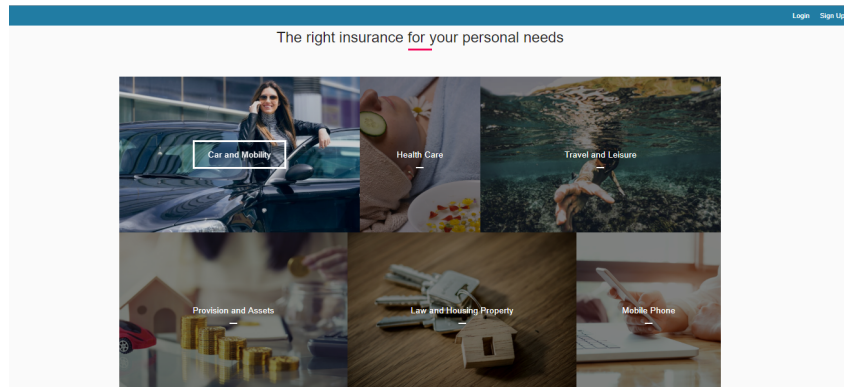 Login Sign Up
The right insurance for your personal needs
Car and Mobility
Health Care
Travel and Leisure
Provision and Assets
Law and Housing Property
Mobile Phone